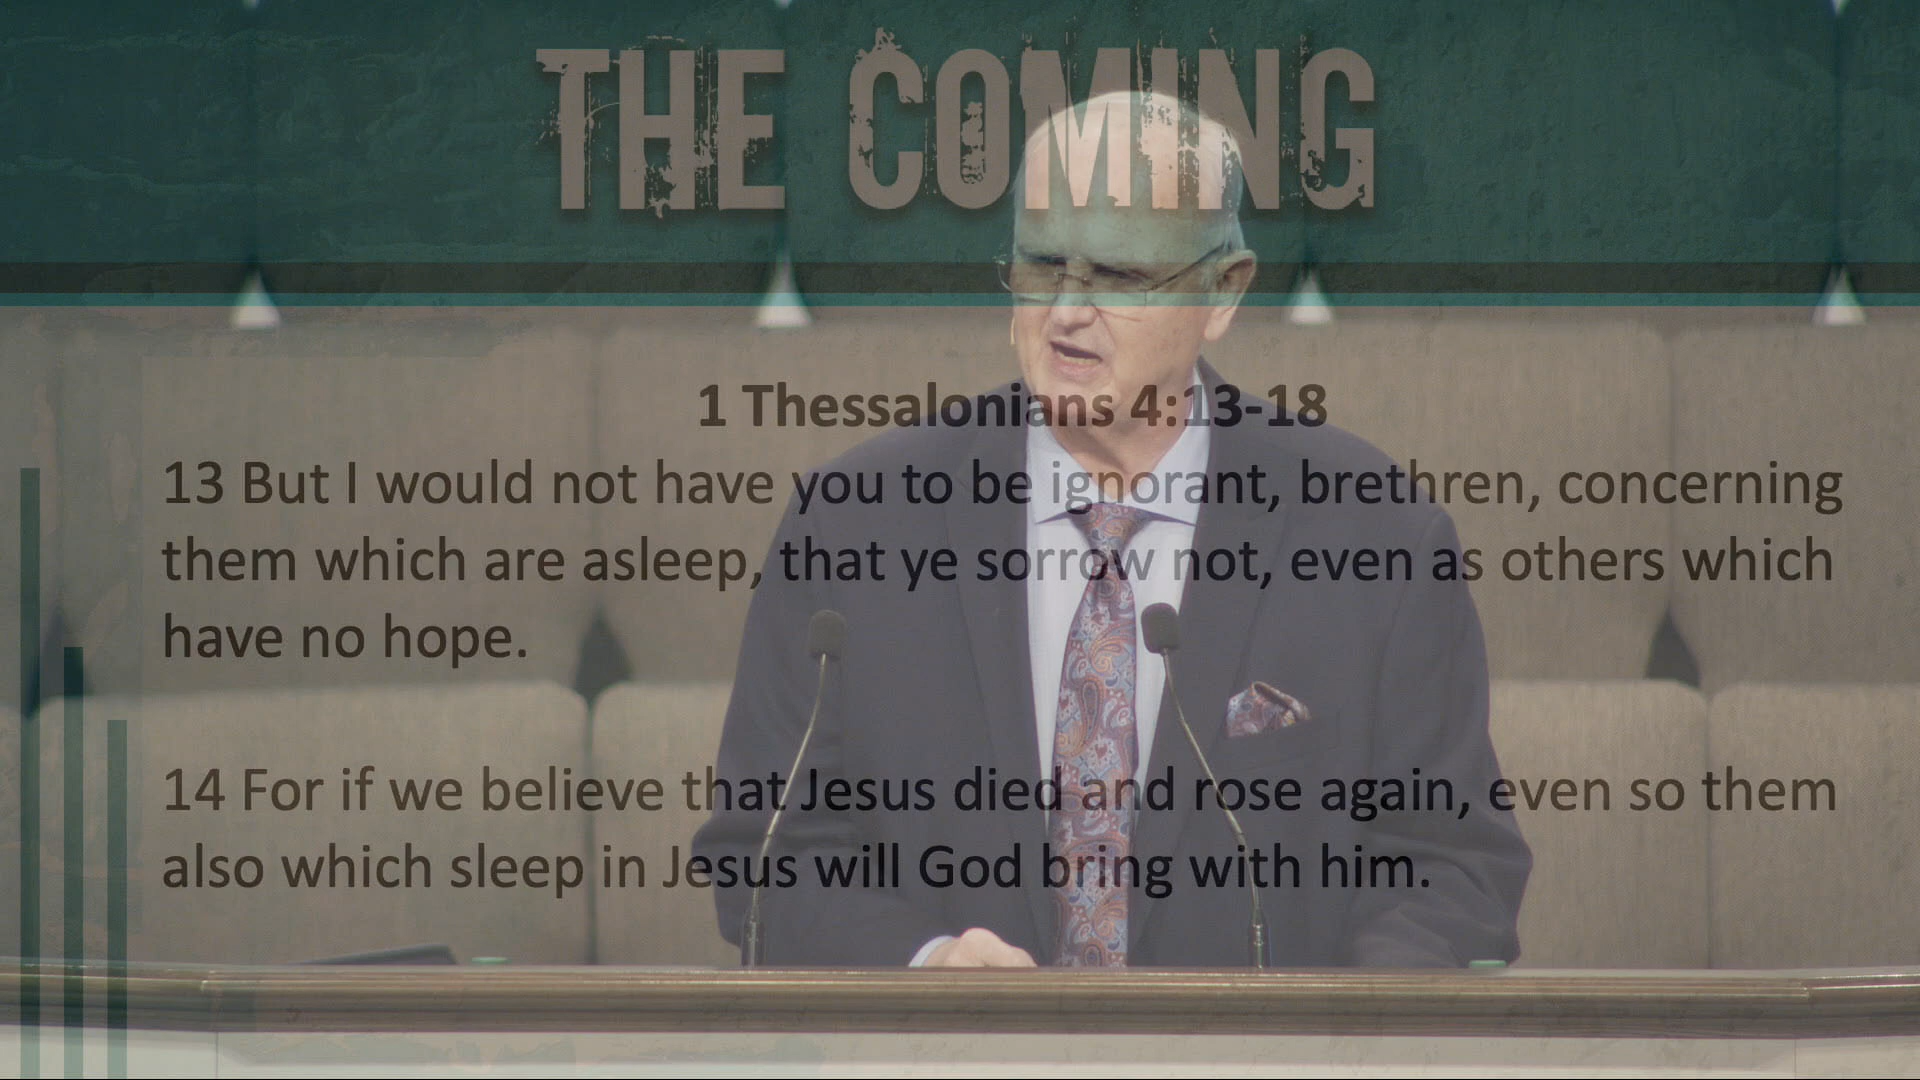 THE COMING
1 Thessalonians 4:13-18
13 But I would not have you to be ignorant, brethren, concerning
them which are asleep, that ye sorrow not, even as others which
have no hope.
14 For if we believe that Jesus died and rose again, even so them
also which sleep in Jesus will God bring with him.